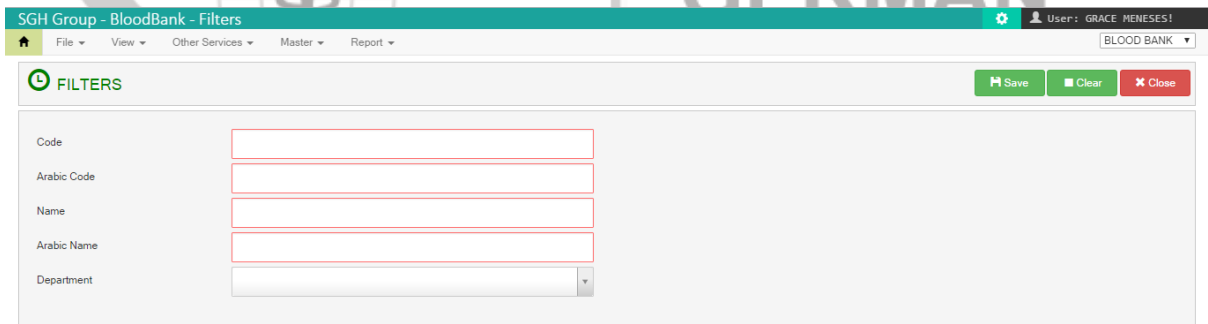 SGH Group - BloodBank - Filters
User: GRACE MENESES!
File View Other Services Master Report
BLOOD BANK
FILTERS
Save Clear Close
Code
Arabic Code
Name
Arabic Name
Department